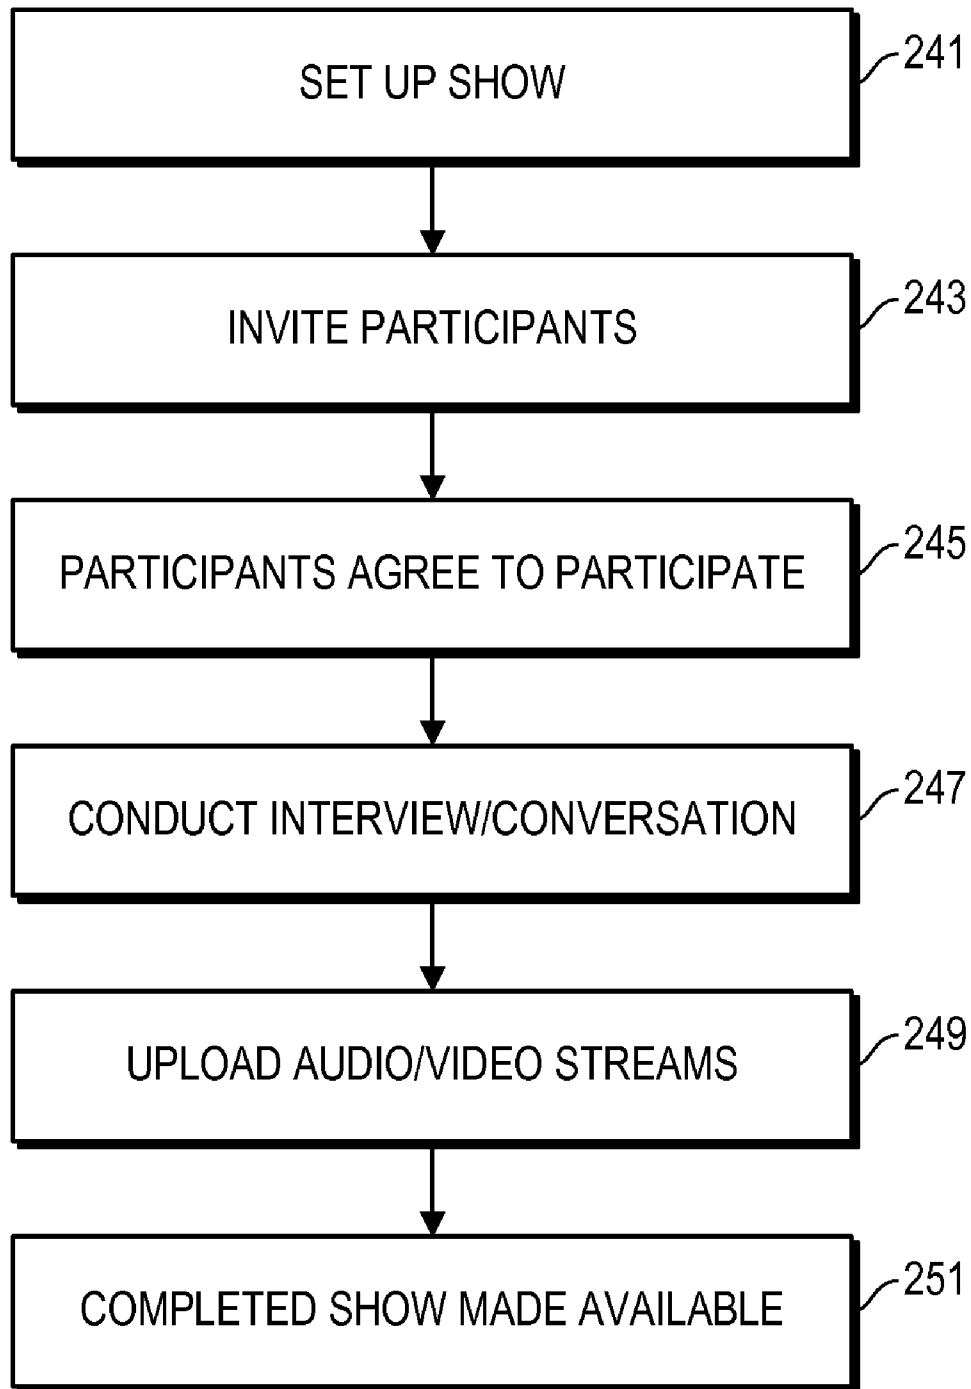 SET UP SHOW
241
INVITE PARTICIPANTS
243
PARTICIPANTS AGREE TO PARTICIPATE
245
CONDUCT INTERVIEW/CONVERSATION
247
UPLOAD AUDIO/VIDEO STREAMS
249
COMPLETED SHOW MADE AVAILABLE
251